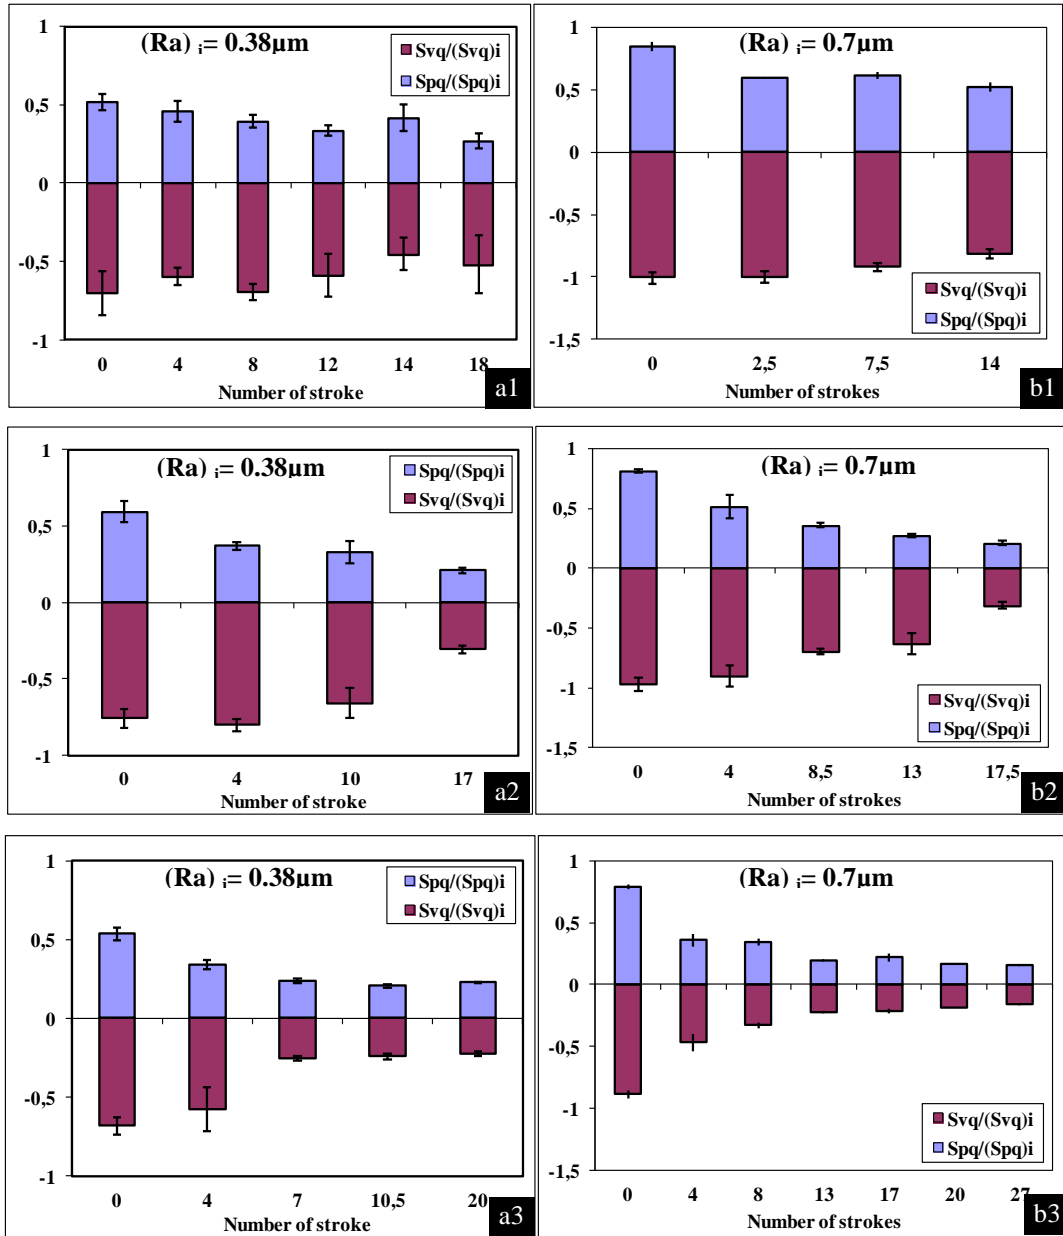 (Ra) i= 0.38µm
Svq/(Svq)i
Spq/(Spq)i
1
0,5
0
-0,5
-1
0 4 8 12 14 18
Number of stroke
a1
(Ra) i= 0.7µm
1
0,5
0
-0,5
-1
-1,5
Svq/(Svq)i
Spq/(Spq)i
0 2,5 7,5 14
Number of strokes
b1
(Ra) i= 0.38µm
Spq/(Spq)i
Svq/(Svq)i
1
0,5
0
-0,5
-1
0 4 10 17
Number of stroke
a2
(Ra) i= 0.7µm
1
0,5
0
-0,5
-1
-1,5
Svq/(Svq)i
Spq/(Spq)i
0 4 8,5 13 17,5
Number of strokes
b2
(Ra) i= 0.38µm
Spq/(Spq)i
Svq/(Svq)i
1
0,5
0
-0,5
-1
0 4 7 10,5 20
Number of stroke
a3
(Ra) i= 0.7µm
1
0,5
0
-0,5
-1
-1,5
Svq/(Svq)i
Spq/(Spq)i
0 4 8 13 17 20 27
Number of strokes
b3